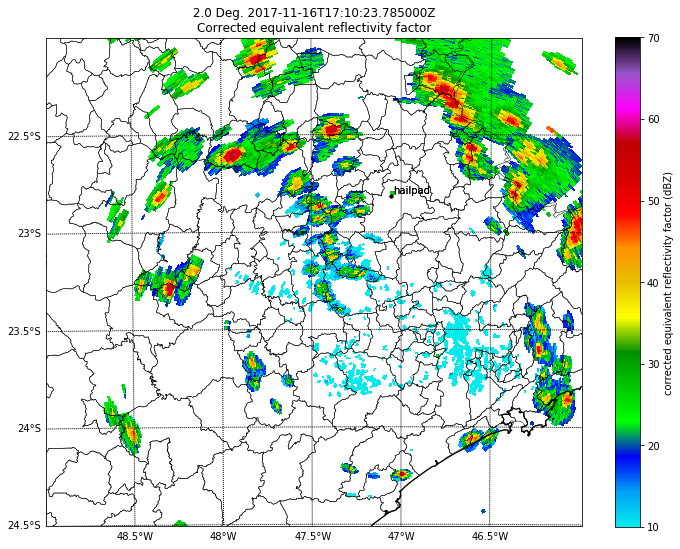 2.0 Deg. 2017-11-16T17:10:23.785000Z
Corrected equivalent reflectivity factor
22.5°S
23°S
23.5°S
24°S
24.5°S
48.5°W
48°W
47.5°W
47°W
46.5°W
hailpad
70
60
50
40
30
20
10
corrected equivalent reflectivity factor (dBZ)